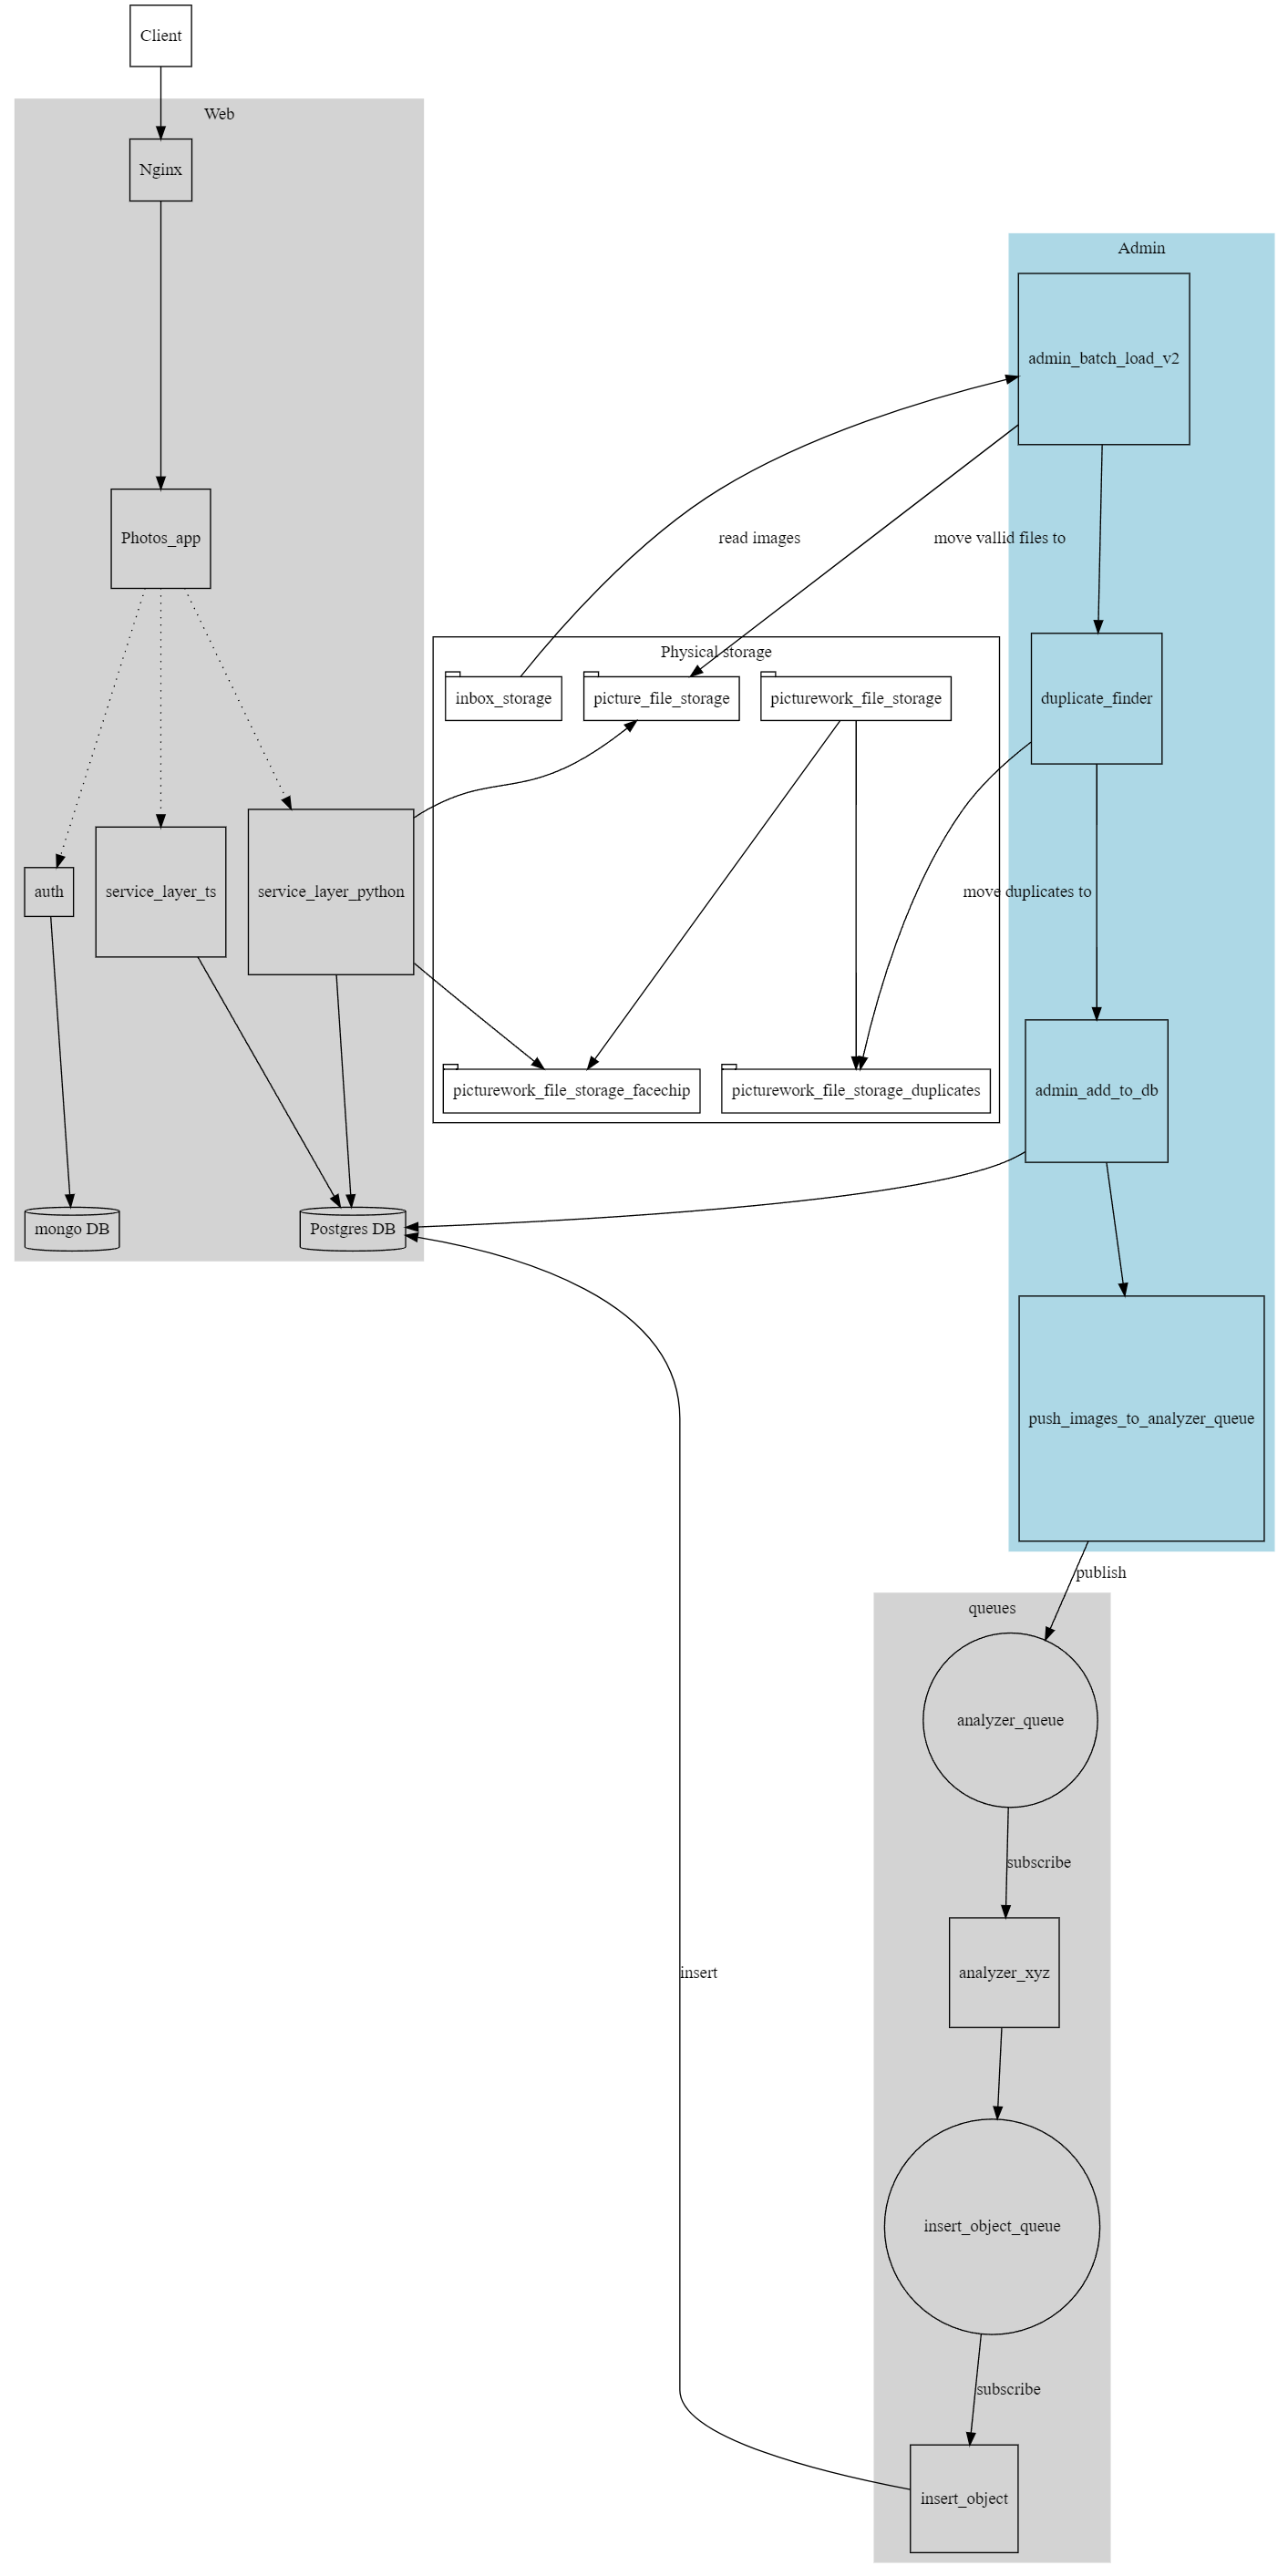 Client
Web
Nginx
Admin
admin_batch_load_v2
Photos_app
read images
move vallid files to
Physical storage
inbox_storage
picture_file_storage
picturework_file_storage
duplicate_finder
auth
service_layer_ts
service_layer_python
move duplicates to
picturework_file_storage_facechip
picturework_file_storage_duplicates
admin_add_to_db
mongo DB
Postgres DB
push_images_to_analyzer_queue
publish
queues
analyzer_queue
subscribe
analyzer_xyz
insert
insert_object_queue
subscribe
insert_object